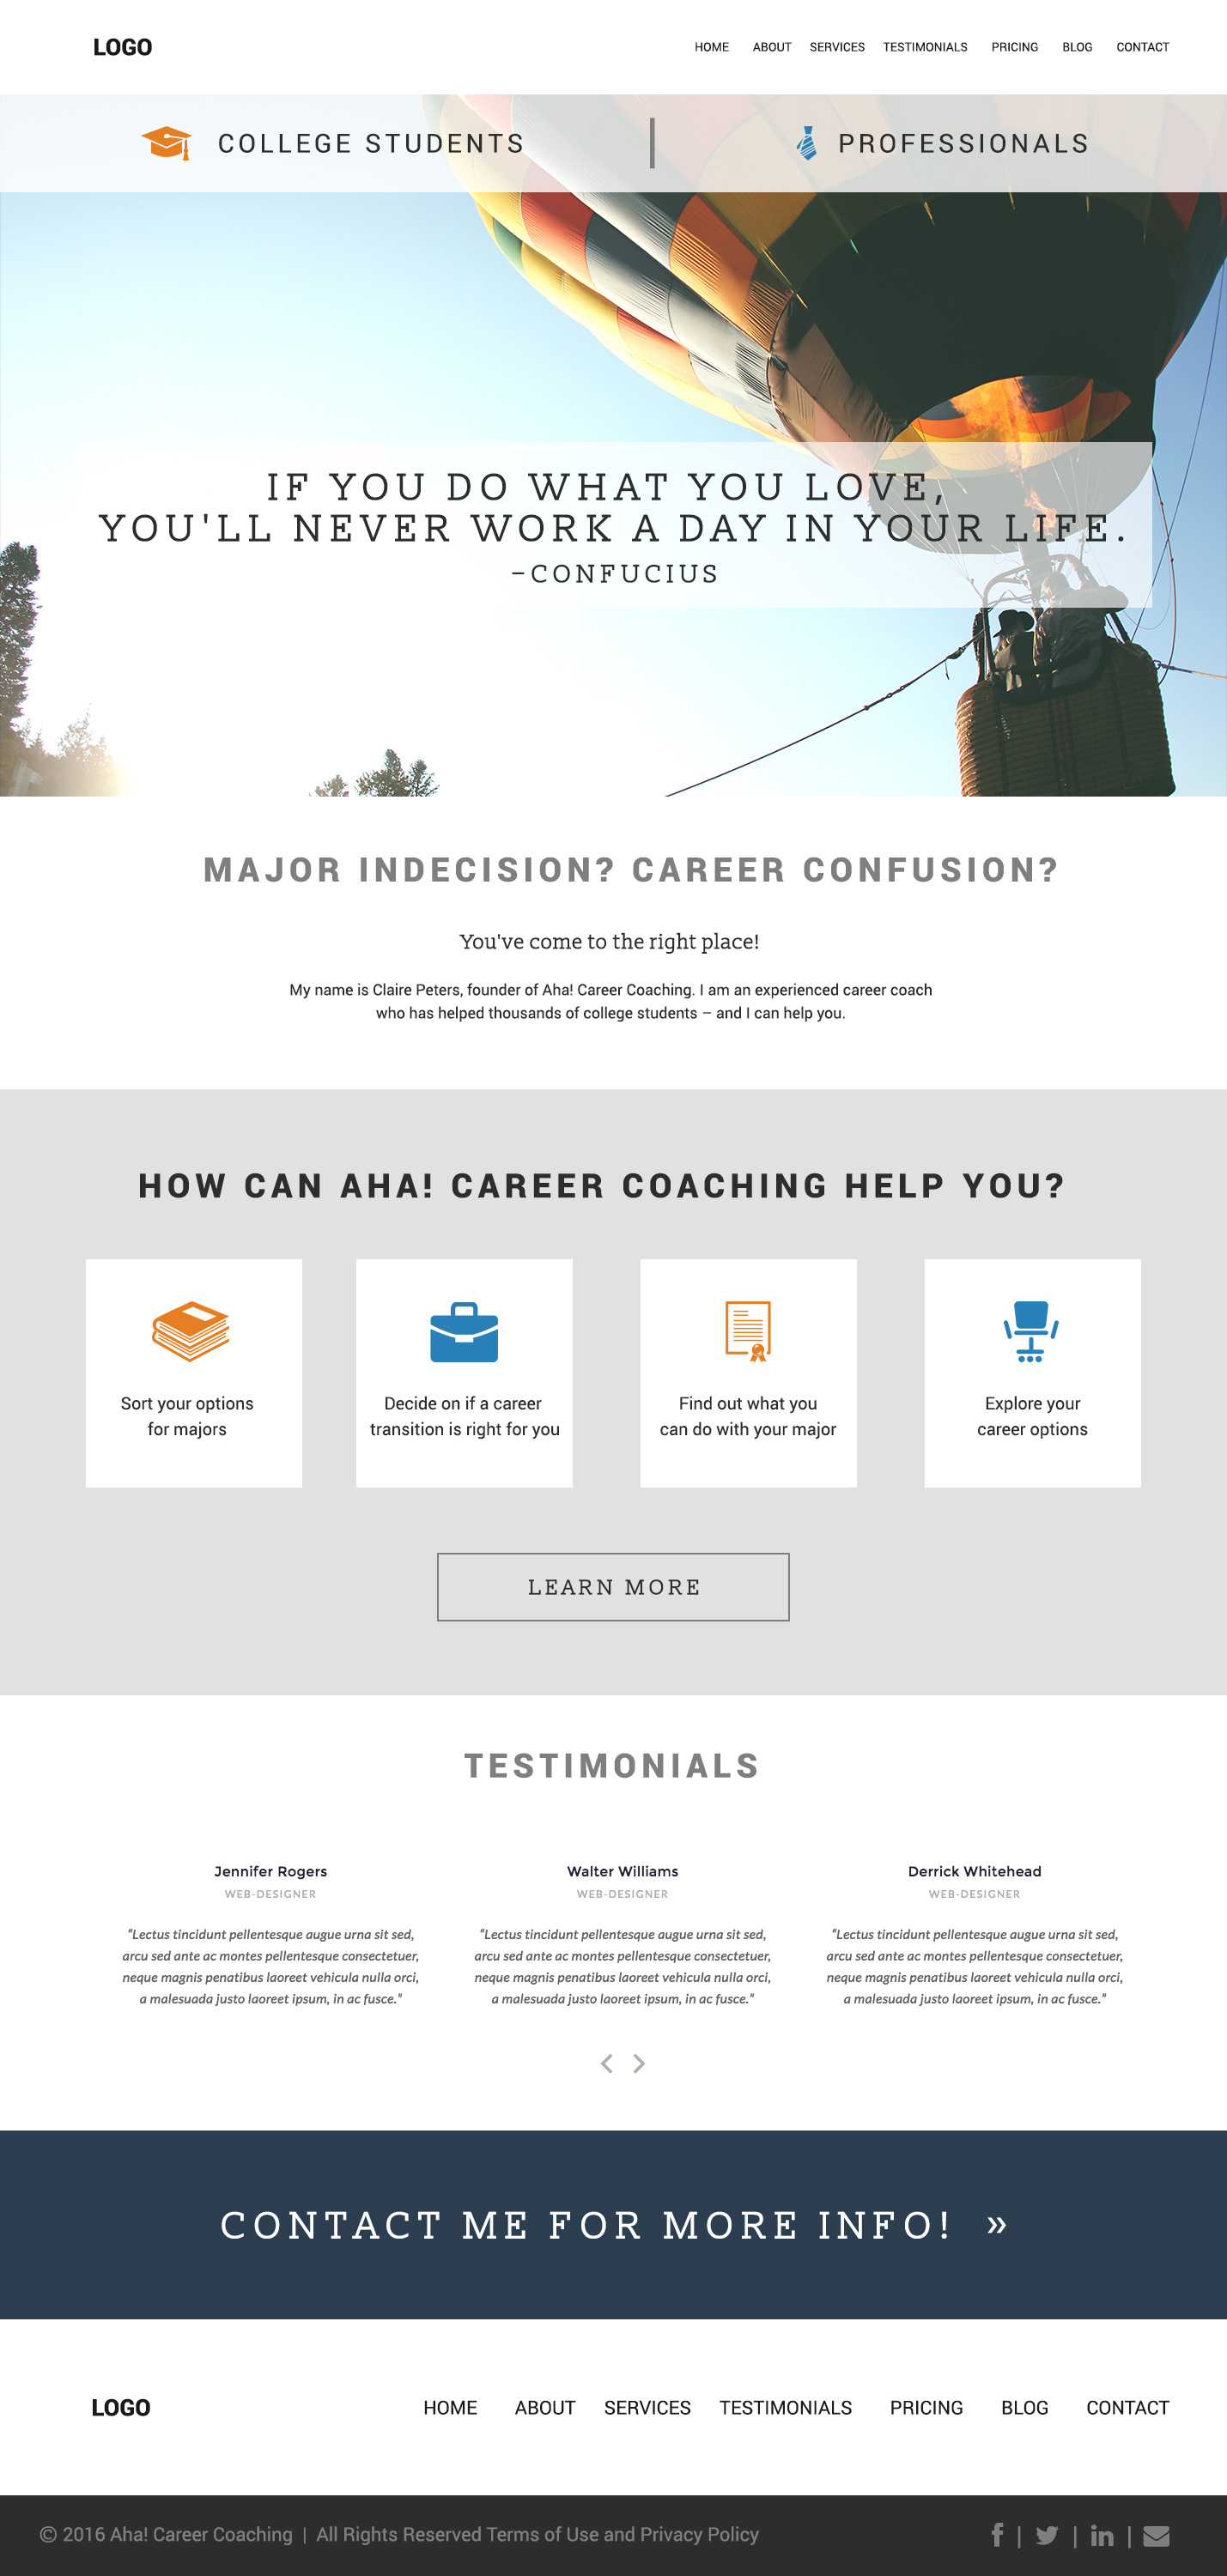 LOGO
HOME ABOUT SERVICES TESTIMONIALS PRICING BLOG CONTACT
COLLEGE STUDENTS | PROFESSIONALS
IF YOU DO WHAT YOU LOVE,
YOU'LL NEVER WORK A DAY IN YOUR LIFE.
–CONFUCIUS
MAJOR INDECISION? CAREER CONFUSION?
You've come to the right place!
My name is Claire Peters, founder of Aha! Career Coaching. I am an experienced career coach
who has helped thousands of college students – and I can help you.
HOW CAN AHA! CAREER COACHING HELP YOU?
Sort your options
for majors
Decide on if a career
transition is right for you
Find out what you
can do with your major
Explore your
career options
LEARN MORE
TESTIMONIALS
Jennifer Rogers
WEB-DESIGNER
“Lectus tincidunt pellentesque augue urna sit sed,
arcu sed ante ac montes pellentesque consectetuer,
neque magnis penatibus laoreet vehicula nulla orci,
a malesuada justo laoreet ipsum, in ac fusce.”
Walter Williams
WEB-DESIGNER
“Lectus tincidunt pellentesque augue urna sit sed,
arcu sed ante ac montes pellentesque consectetuer,
neque magnis penatibus laoreet vehicula nulla orci,
a malesuada justo laoreet ipsum, in ac fusce.”
Derrick Whitehead
WEB-DESIGNER
“Lectus tincidunt pellentesque augue urna sit sed,
arcu sed ante ac montes pellentesque consectetuer,
neque magnis penatibus laoreet vehicula nulla orci,
a malesuada justo laoreet ipsum, in ac fusce.”
CONTACT ME FOR MORE INFO! »
LOGO
HOME ABOUT SERVICES TESTIMONIALS PRICING BLOG CONTACT
© 2016 Aha! Career Coaching | All Rights Reserved Terms of Use and Privacy Policy